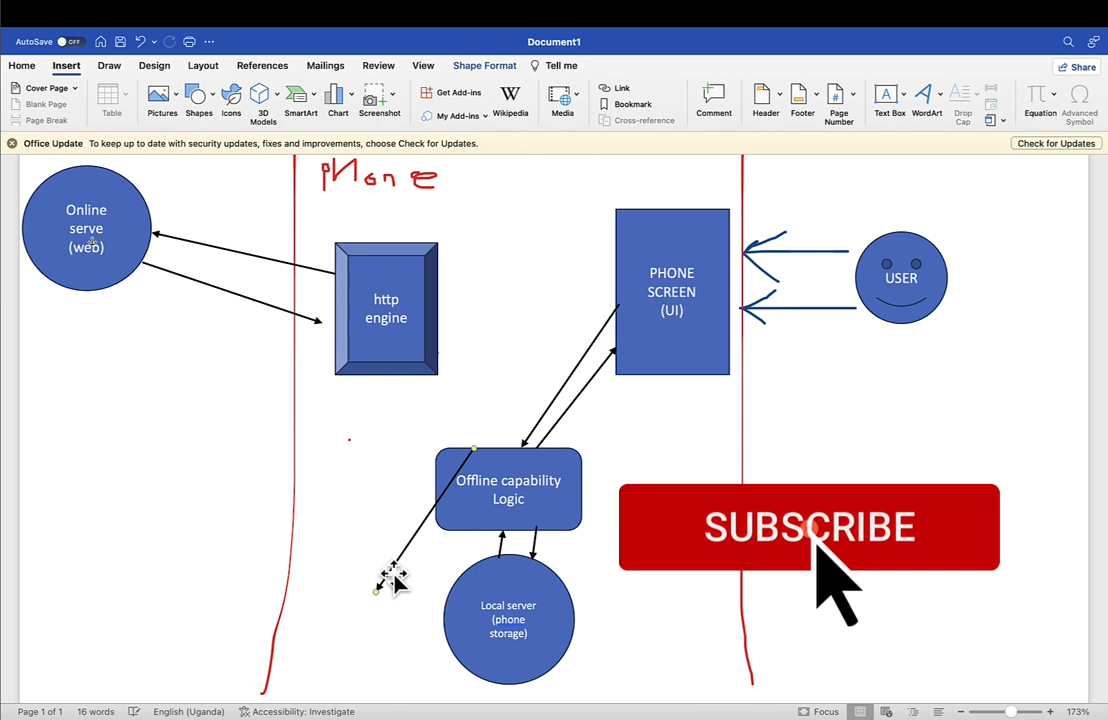 AutoSave OFF
Document1
Home Insert Draw Design Layout References Mailings Review View Shape Format Tell me
Share
Cover Page
Blank Page
Page Break
Table
Pictures
Shapes
Icons
3D
Models
SmartArt
Chart
Screenshot
Get Add-ins
My Add-ins
W
Wikipedia
Media
Link
Bookmark
Cross-reference
Comment
Header
Footer
Page
Number
Text Box
WordArt
Drop
Cap
Equation
Advanced
Symbol
Office Update To keep up to date with security updates, fixes and improvements, choose Check for Updates.
Check for Updates
Phone
Online
serve
(web)
http
engine
PHONE
SCREEN
(UI)
USER
Offline capability
Logic
SUBSCRIBE
Local server
(phone
storage)
Page 1 of 1 16 words English (Uganda) Accessibility: Investigate Focus 173%